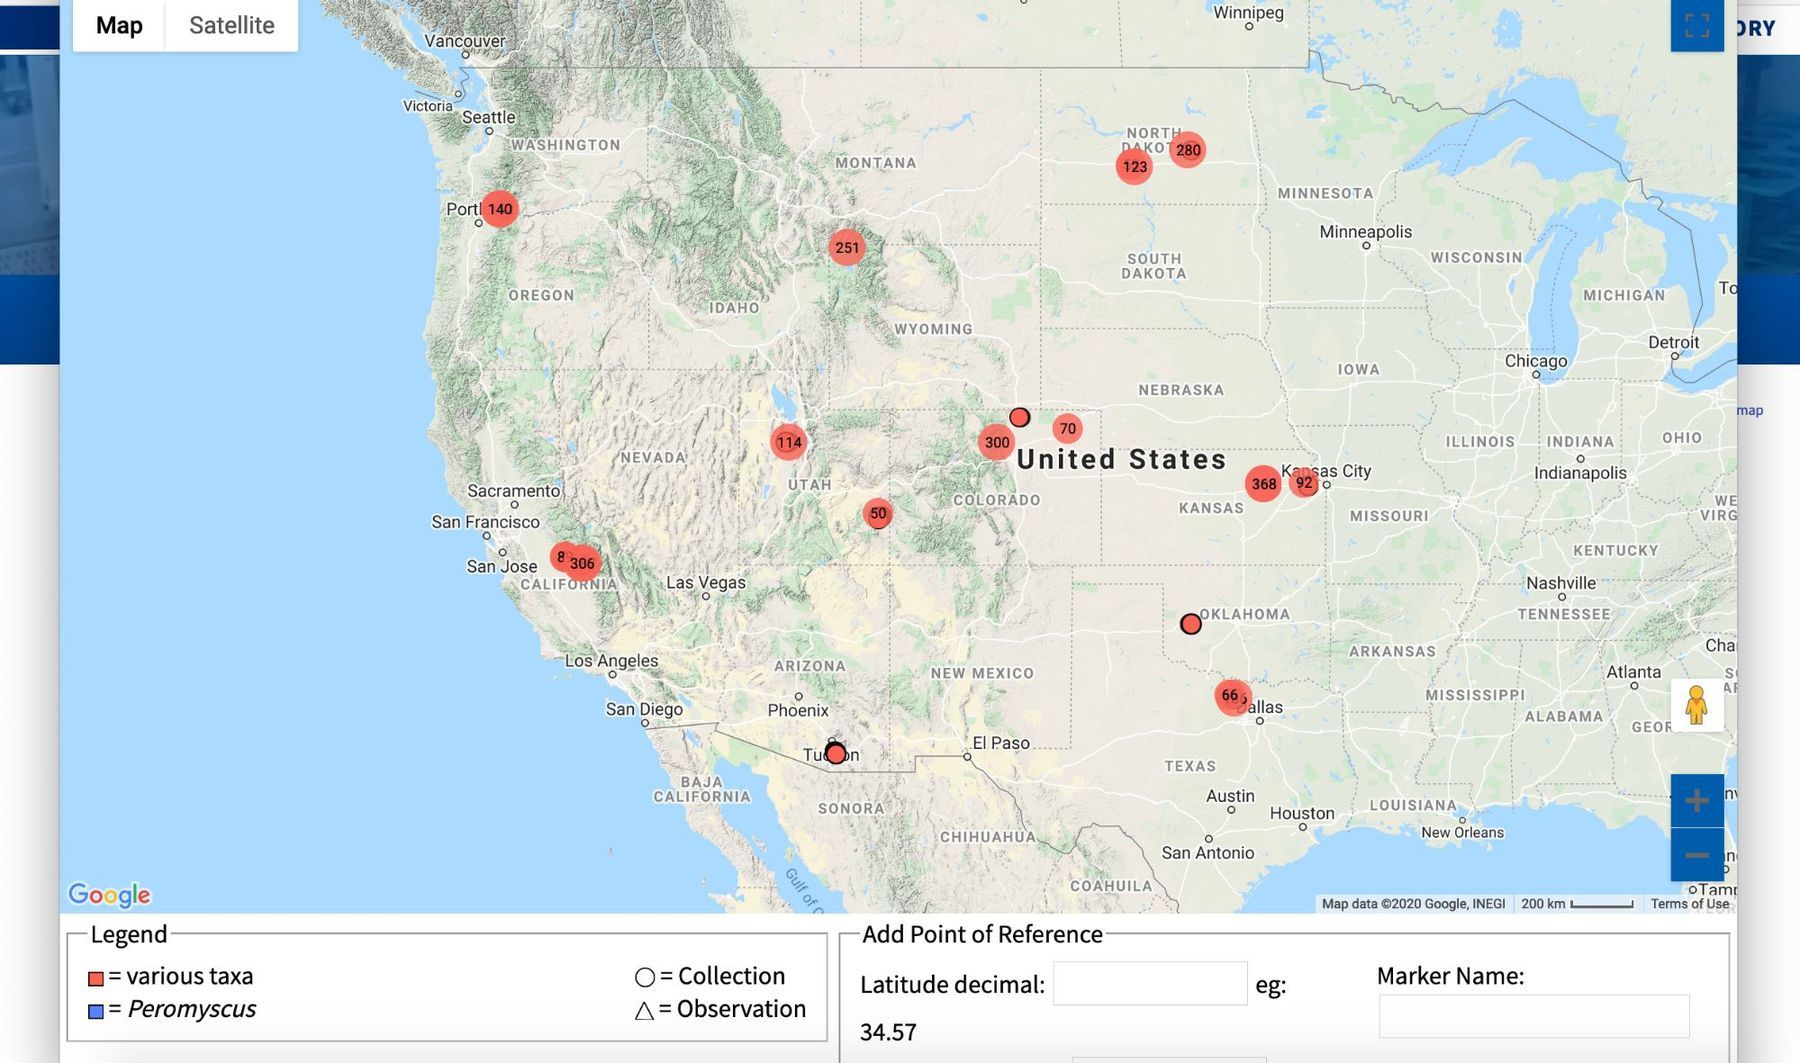 Map
Satellite
Winnipeg
ORY
Vancouver
Victoria
Seattle
WASHINGTON
NORTH
DAKOT
280
123
MONTANA
MINNESOTA
Portl
140
Minneapolis
251
SOUTH
DAKOTA
WISCONSIN
OREGON
IDAHO
MICHIGAN
To
WYOMING
Detroit
Chicago
IOWA
NEBRASKA
map
70
114
300
ILLINOIS
INDIANA
OHIO
United States
NEVADA
Kansas City
Indianapolis
UTAH
368
92
Sacramento
COLORADO
KANSAS
MISSOURI
WE
VIRG
50
San Francisco
KENTUCKY
8
306
San Jose
CALIFORNIA
Las Vegas
Nashville
OKLAHOMA
TENNESSEE
Char
ARKANSAS
Los Angeles
ARIZONA
NEW MEXICO
Atlanta
66
MISSISSIPPI
San Diego
Phoenix
allas
ALABAMA
GEOR
El Paso
Tucson
TEXAS
BAJA
CALIFORNIA
SONORA
Austin
Houston
LOUISIANA
+
New Orleans
CHIHUAHUA
San Antonio
−
COAHUILA
Gulf of C
Google
Tam
Map data ©2020 Google, INEGI
200 km
Terms of Use
Legend
= various taxa
= Collection
= Peromyscus
= Observation
Add Point of Reference
Latitude decimal:
eg:
34.57
Marker Name: